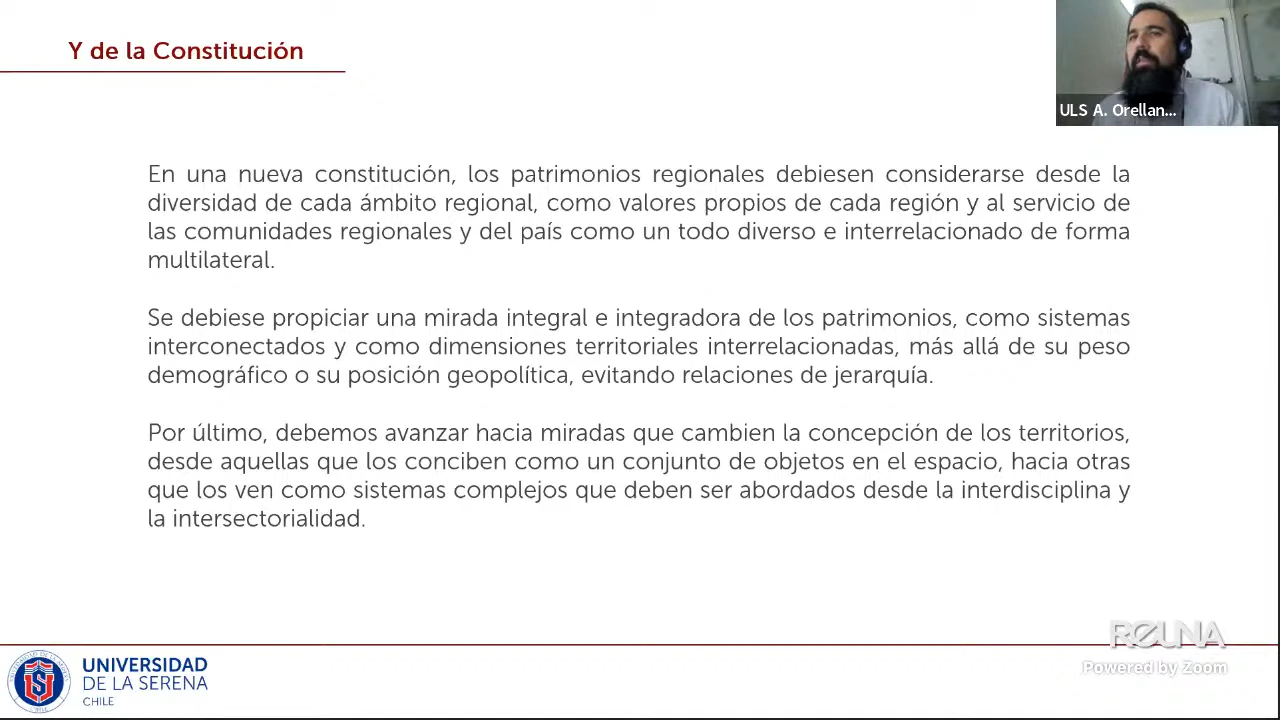 Y de la Constitución
ULS A. Orellan...
En una nueva constitución, los patrimonios regionales debiesen considerarse desde la
diversidad de cada ámbito regional, como valores propios de cada región y al servicio de
las comunidades regionales y del país como un todo diverso e interrelacionado de forma
multilateral.
Se debiese propiciar una mirada integral e integradora de los patrimonios, como sistemas
interconectados y como dimensiones territoriales interrelacionadas, más allá de su peso
demográfico o su posición geopolítica, evitando relaciones de jerarquía.
Por último, debemos avanzar hacia miradas que cambien la concepción de los territorios,
desde aquellas que los conciben como un conjunto de objetos en el espacio, hacia otras
que los ven como sistemas complejos que deben ser abordados desde la interdisciplina y
la intersectorialidad.
REUNA
Powered by Zoom
UNIVERSIDAD
DE LA SERENA
CHILE